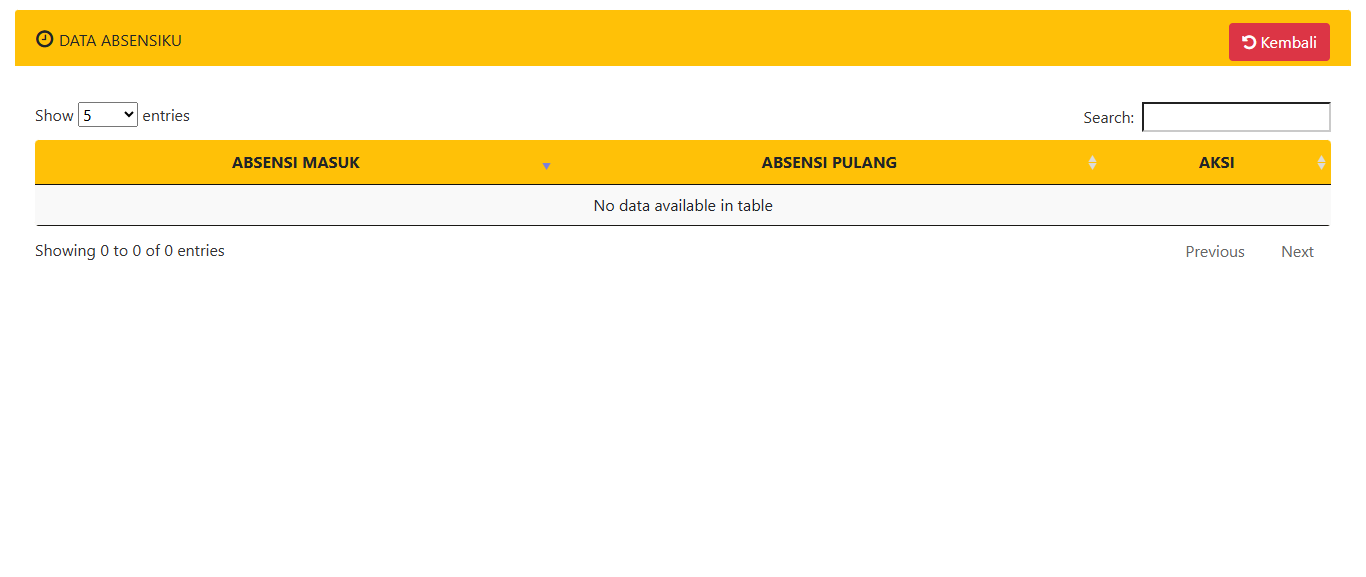 DATA ABSENSIKU Kembali
Show 5 entries Search:
ABSENSI MASUK ABSENSI PULANG AKSI
No data available in table
Showing 0 to 0 of 0 entries Previous Next